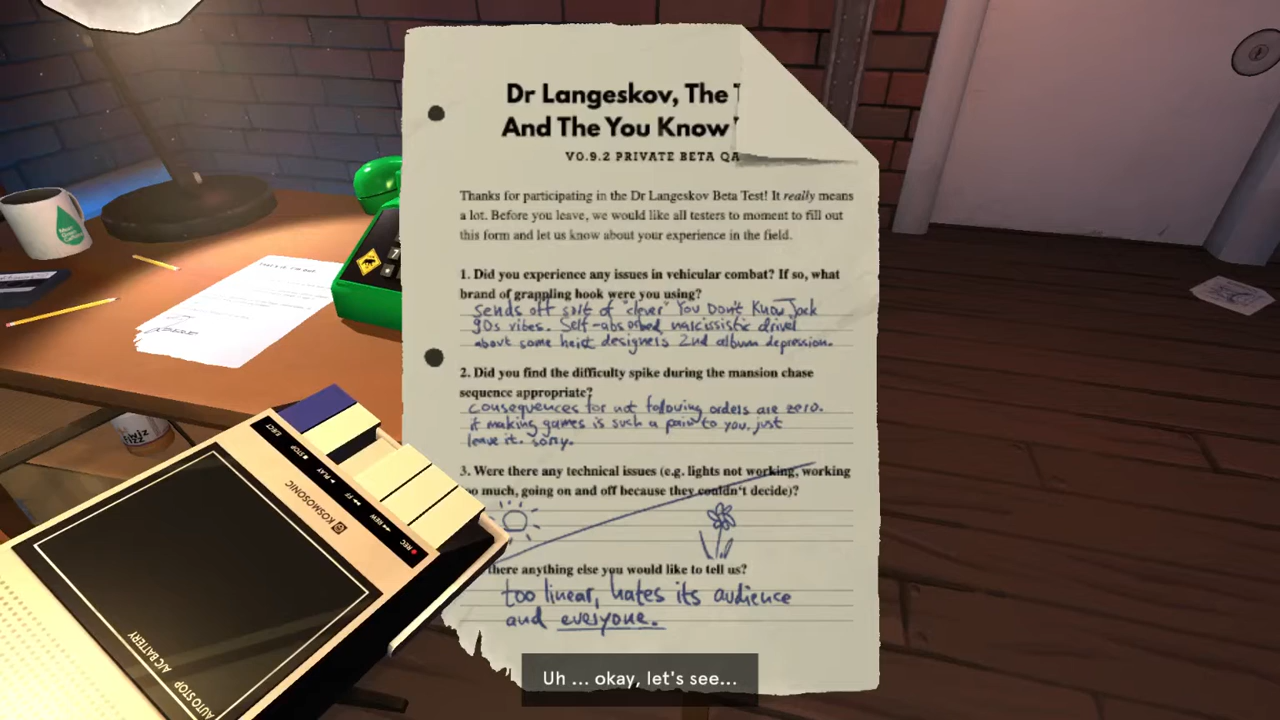 Dr Langeskov, The
And The You Know
V0.9.2 PRIVATE BETA QA
Thanks for participating in the Dr Langeskov Beta Test! It really means
a lot. Before you leave, we would like all testers to moment to fill out
this form and let us know about your experience in the field.
1. Did you experience any issues in vehicular combat? If so, what
brand of grappling hook were you using?
Sends off sort of "clever" You Don't Know Jack
90s vibes. Self-absorbed narcissistic drivel
about some heist designers 2nd album depression.
2. Did you find the difficulty spike during the mansion chase
sequence appropriate?
consequences for not following orders are zero.
if making games is such a pain to you, just
leave it. sorry.
3. Were there any technical issues (e.g. lights not working, working
much, going on and off because they couldn't decide)?
there anything else you would like to tell us?
too linear, hates its audience
and everyone.
EJECT
STOP
PLAY
FF
REW
REC
KOSMOSONIC
A/C BATTERY
AUTO STOP
Uh ... okay, let's see...